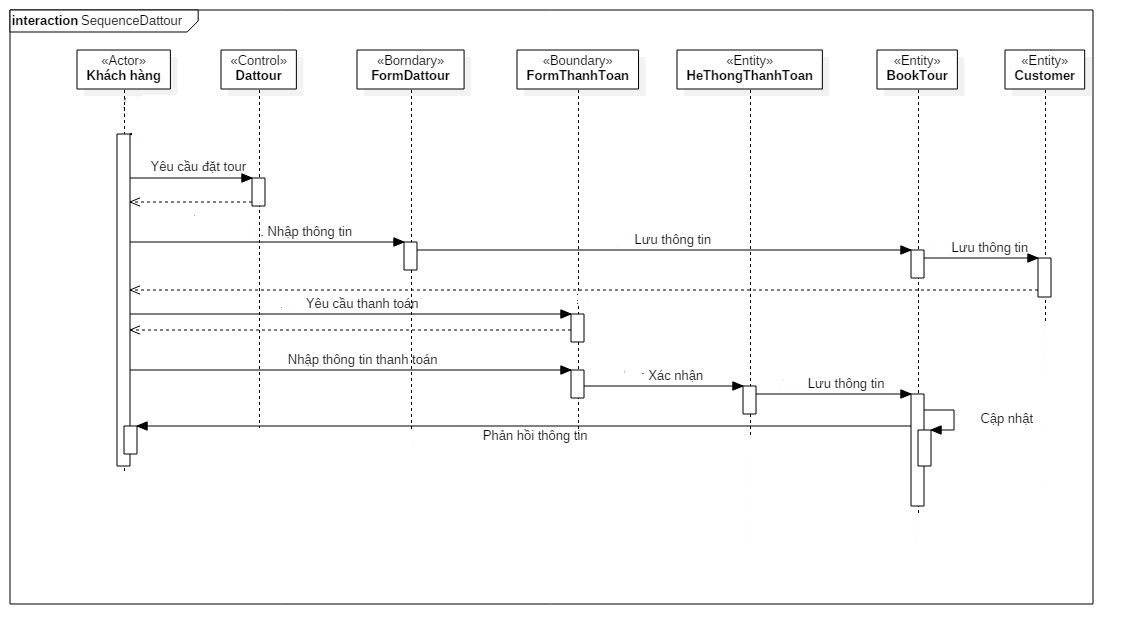 interaction SequenceDattour
«Actor»
Khách hàng
«Control»
Dattour
«Borndary»
FormDattour
«Boundary»
FormThanhToan
«Entity»
HeThongThanhToan
«Entity»
BookTour
«Entity»
Customer
Yêu cầu đặt tour
Nhập thông tin
Lưu thông tin
Lưu thông tin
Yêu cầu thanh toán
Nhập thông tin thanh toán
Xác nhận
Lưu thông tin
Cập nhật
Phản hồi thông tin